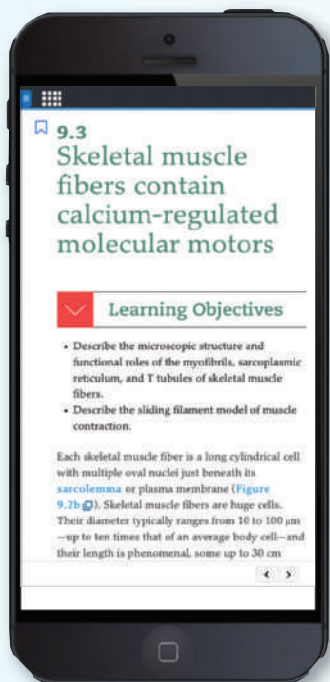 9.3
Skeletal muscle
fibers contain
calcium-regulated
molecular motors
Learning Objectives
• Describe the microscopic structure and
functional roles of the myofibrils, sarcoplasmic
reticulum, and T tubules of skeletal muscle
fibers.
• Describe the sliding filament model of muscle
contraction.
Each skeletal muscle fiber is a long cylindrical cell
with multiple oval nuclei just beneath its
sarcolemma or plasma membrane (Figure
9.2b). Skeletal muscle fibers are huge cells.
Their diameter typically ranges from 10 to 100 μm
—up to ten times that of an average body cell—and
their length is phenomenal, some up to 30 cm